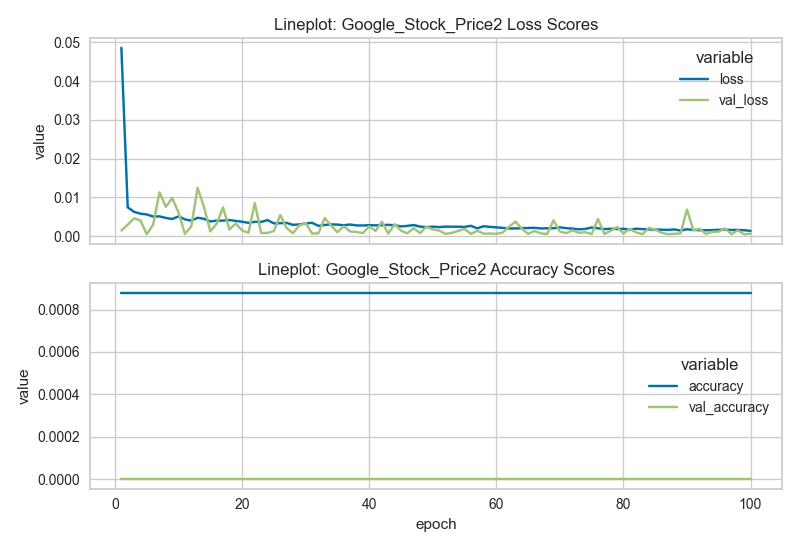 Lineplot: Google_Stock_Price2 Loss Scores
0.05
0.04
0.03
0.02
0.01
0.00
value
variable
loss
val_loss
Lineplot: Google_Stock_Price2 Accuracy Scores
0.0008
0.0006
0.0004
0.0002
0.0000
value
variable
accuracy
val_accuracy
0 20 40 60 80 100
epoch